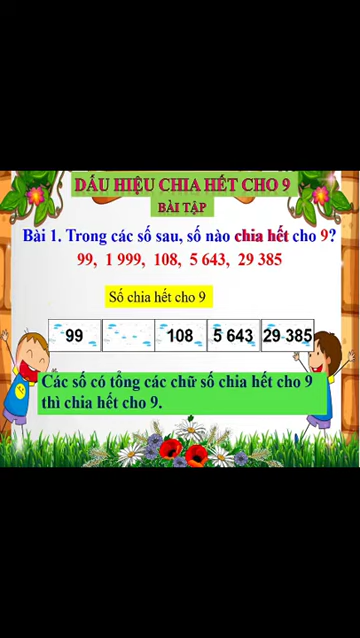 DẤU HIỆU CHIA HẾT CHO 9
BÀI TẬP
Bài 1. Trong các số sau, số nào chia hết cho 9?
99, 1 999, 108, 5 643, 29 385
Số chia hết cho 9
99 108 5 643 29 385
Các số có tổng các chữ số chia hết cho 9
thì chia hết cho 9.